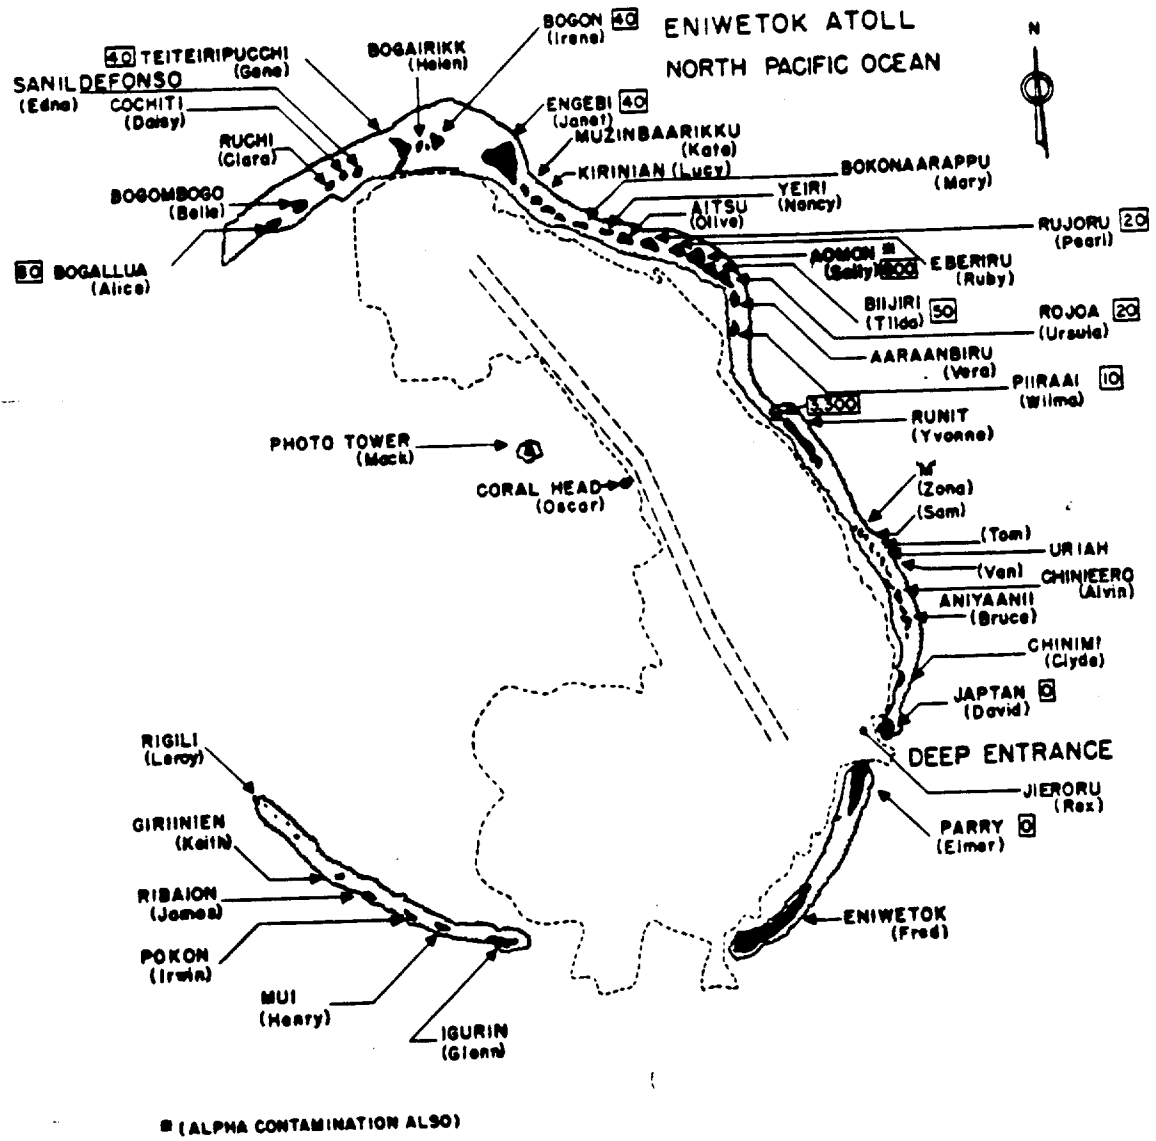 ENIWETOK ATOLL
NORTH PACIFIC OCEAN
N
BOGON 40
(Irene)
BOGAIRIKK
(Helen)
40 TEITEIRIPUCCHI
(Gene)
SANILDEFONSO
(Edna)
COCHITI
(Daisy)
RUCHI
(Clara)
BOGOMBOGO
(Belle)
80 BOGALLUA
(Alice)
ENGEBI 40
(Janet)
MUZINBAARIKKU
(Kate)
KIRINIAN (Lucy)
BOKONAARAPPU
(Mary)
YEIRI
(Nancy)
AITSU
(Olive)
RUJORU 20
(Pearl)
AOMON *
(Sally)
EBERIRU
(Ruby)
BIIJIRI
(Tilda) 50
ROJOA 20
(Ursula)
AARAANBIRU
(Vera)
PIIRAAI 10
(Wilma)
3,300
RUNIT
(Yvonne)
PHOTO TOWER
(Mack)
CORAL HEAD
(Oscar)
'M'
(Zona)
(Sam)
(Tom)
URIAH
(Van)
CHINIEERO
(Alvin)
ANIYAANII
(Bruce)
CHINIMI
(Clyde)
JAPTAN 0
(David)
DEEP ENTRANCE
JIERORU
(Rex)
PARRY 0
(Elmer)
ENIWETOK
(Fred)
RIGILI
(Leroy)
GIRIINIEN
(Keith)
RIBAION
(James)
POKON
(Irwin)
MUI
(Henry)
IGURIN
(Glenn)
* (ALPHA CONTAMINATION ALSO)